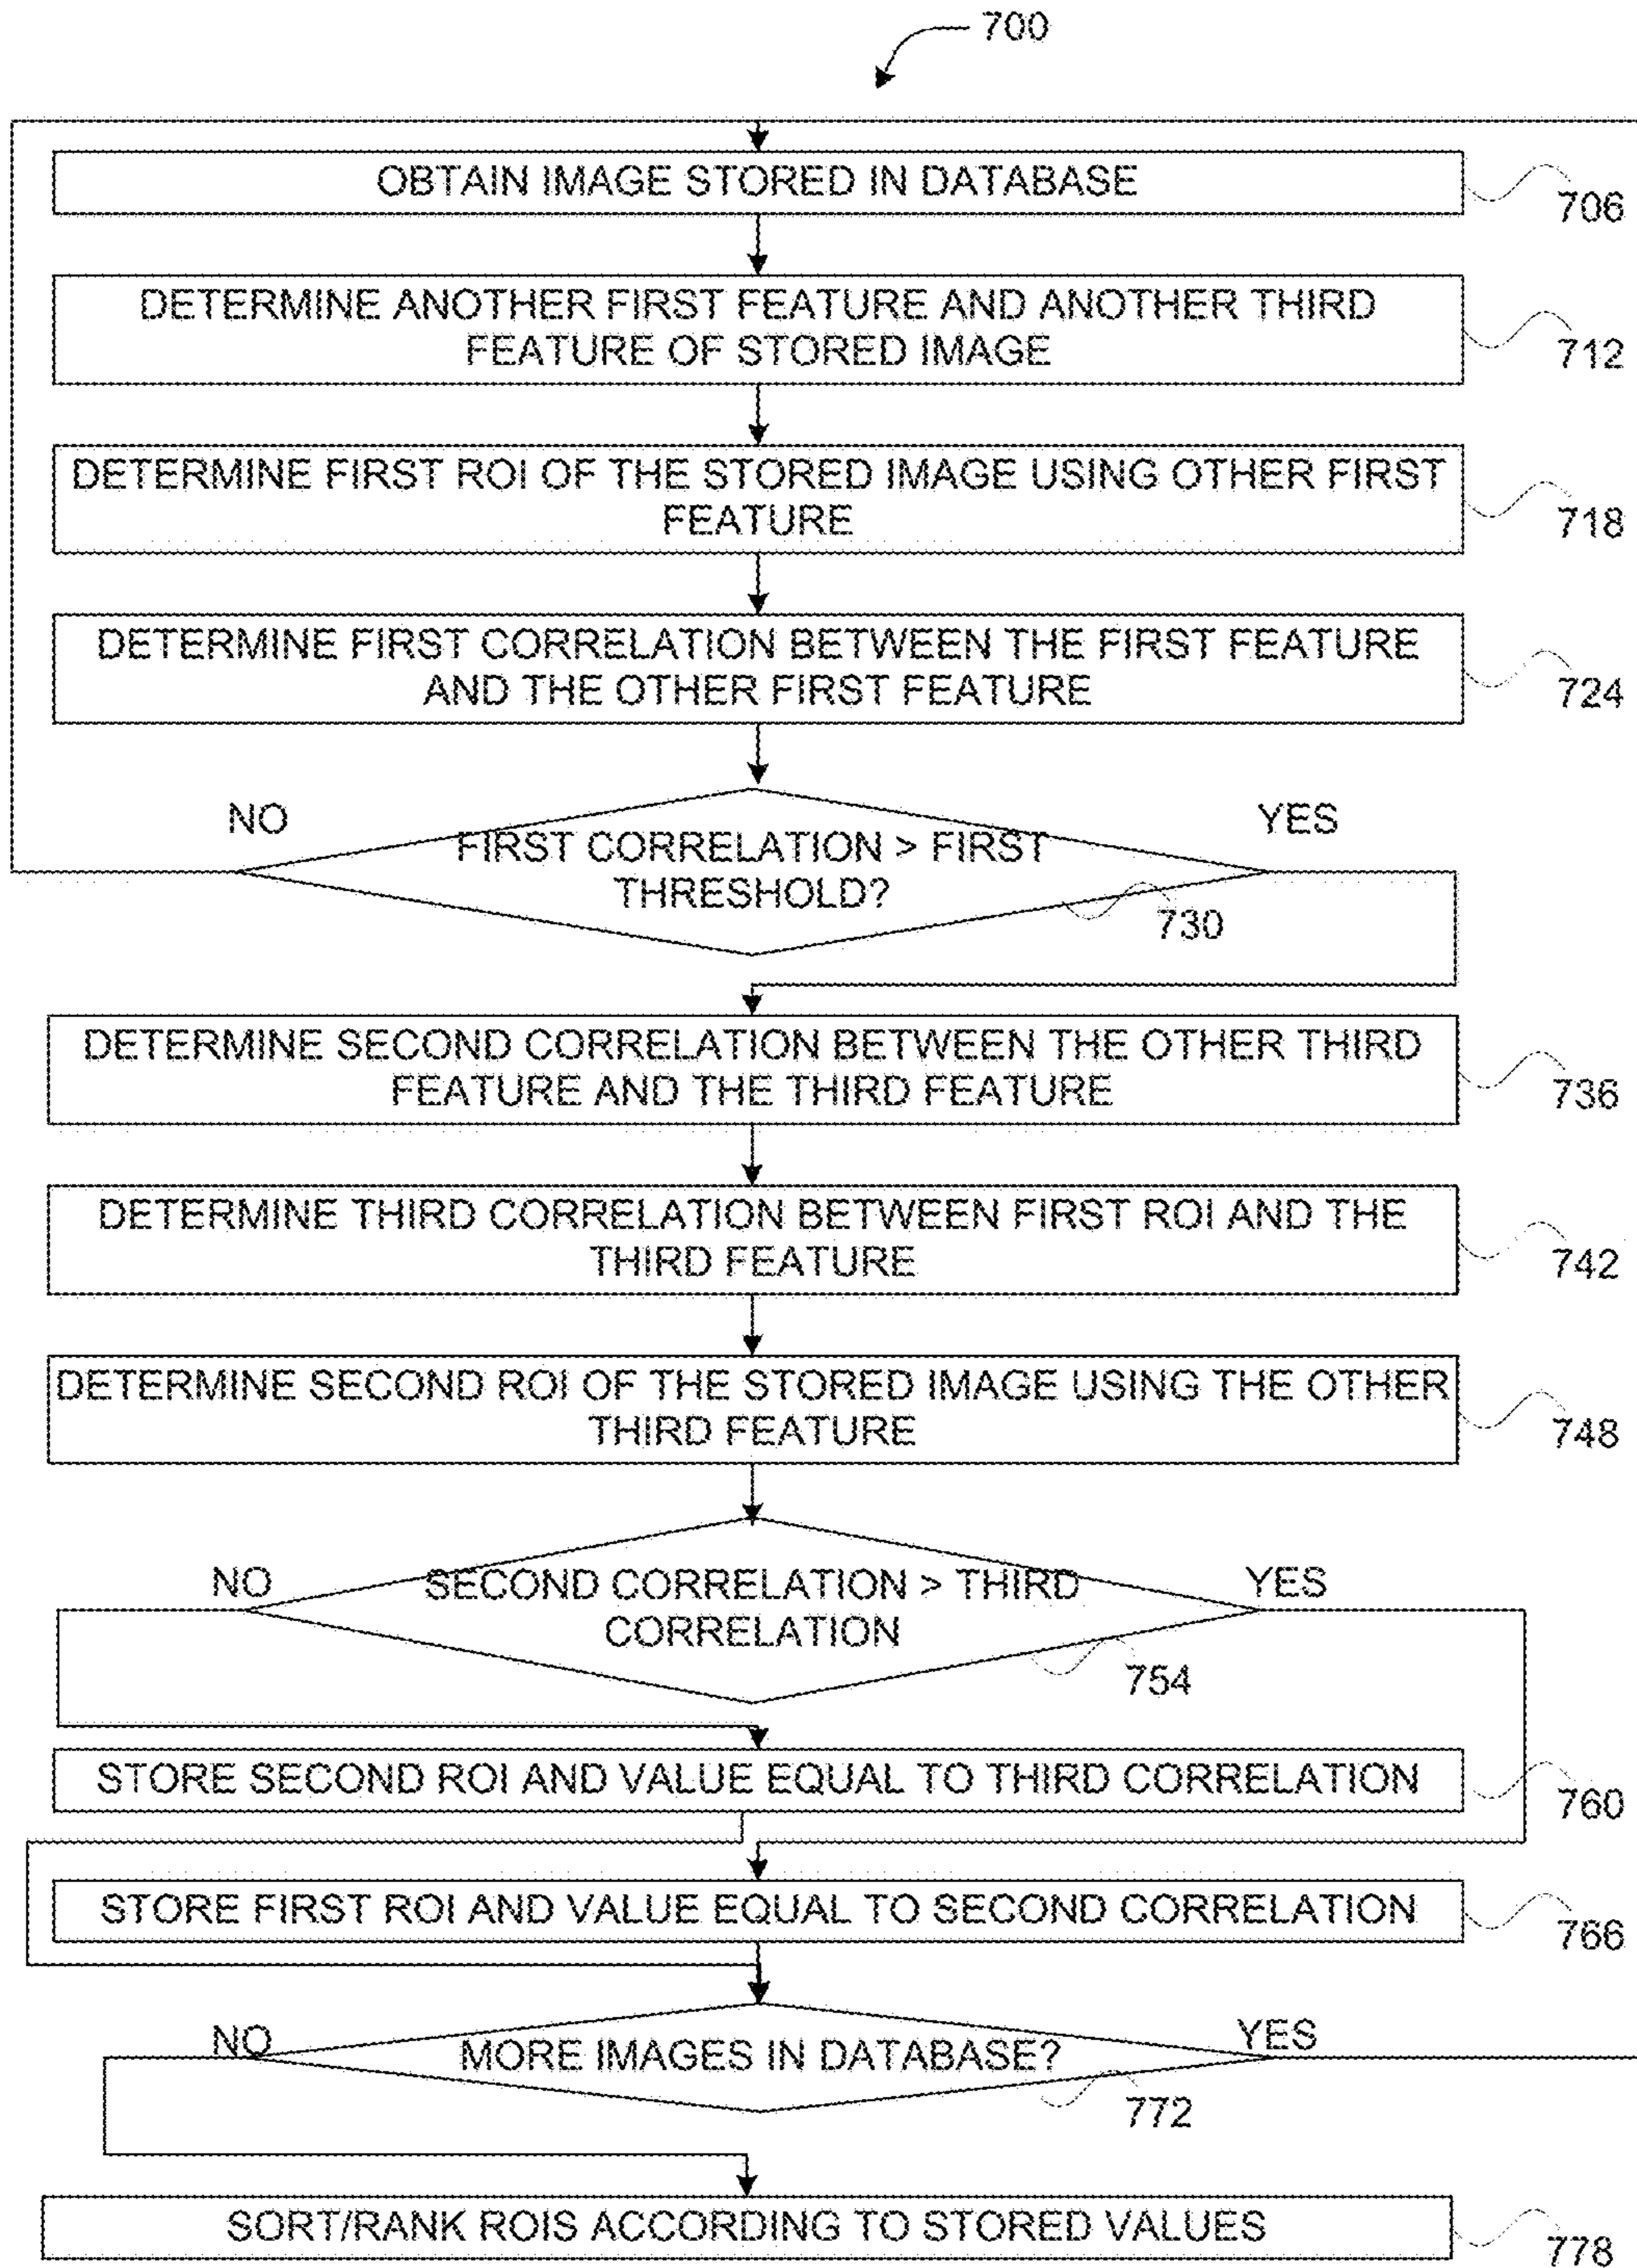 700
OBTAIN IMAGE STORED IN DATABASE
706
DETERMINE ANOTHER FIRST FEATURE AND ANOTHER THIRD
FEATURE OF STORED IMAGE
712
DETERMINE FIRST ROI OF THE STORED IMAGE USING OTHER FIRST
FEATURE
718
DETERMINE FIRST CORRELATION BETWEEN THE FIRST FEATURE
AND THE OTHER FIRST FEATURE
724
NO
YES
FIRST CORRELATION > FIRST
THRESHOLD?
730
DETERMINE SECOND CORRELATION BETWEEN THE OTHER THIRD
FEATURE AND THE THIRD FEATURE
736
DETERMINE THIRD CORRELATION BETWEEN FIRST ROI AND THE
THIRD FEATURE
742
DETERMINE SECOND ROI OF THE STORED IMAGE USING THE OTHER
THIRD FEATURE
748
NO
SECOND CORRELATION > THIRD
CORRELATION
YES
754
STORE SECOND ROI AND VALUE EQUAL TO THIRD CORRELATION
760
STORE FIRST ROI AND VALUE EQUAL TO SECOND CORRELATION
766
NO
MORE IMAGES IN DATABASE?
YES
772
SORT/RANK ROIS ACCORDING TO STORED VALUES
778